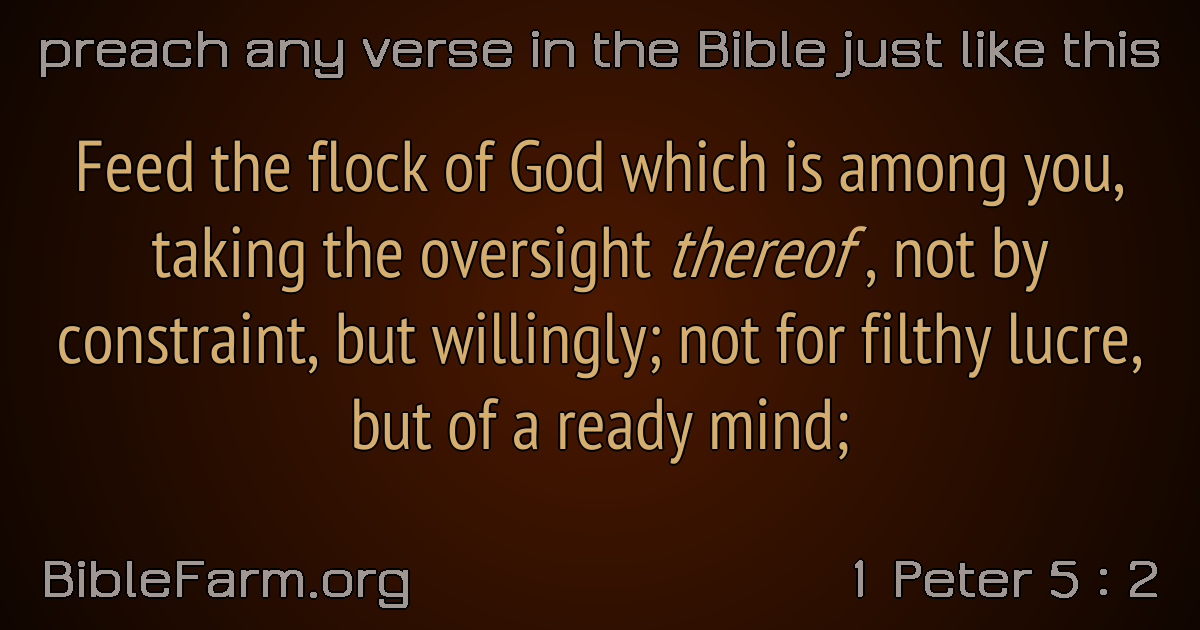 preach any verse in the Bible just like this
Feed the flock of God which is among you,
taking the oversight thereof , not by
constraint, but willingly; not for filthy lucre,
but of a ready mind;
BibleFarm.org
1 Peter 5 : 2